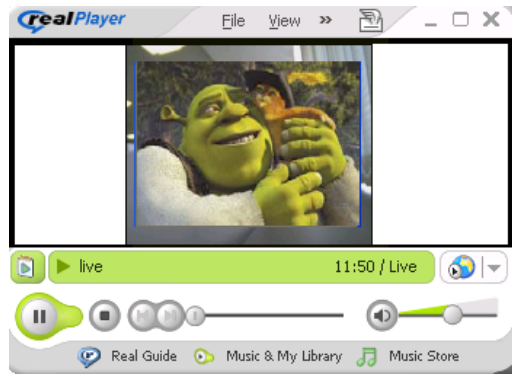 realPlayer File View »
live 11:50 / Live
Real Guide Music & My Library Music Store